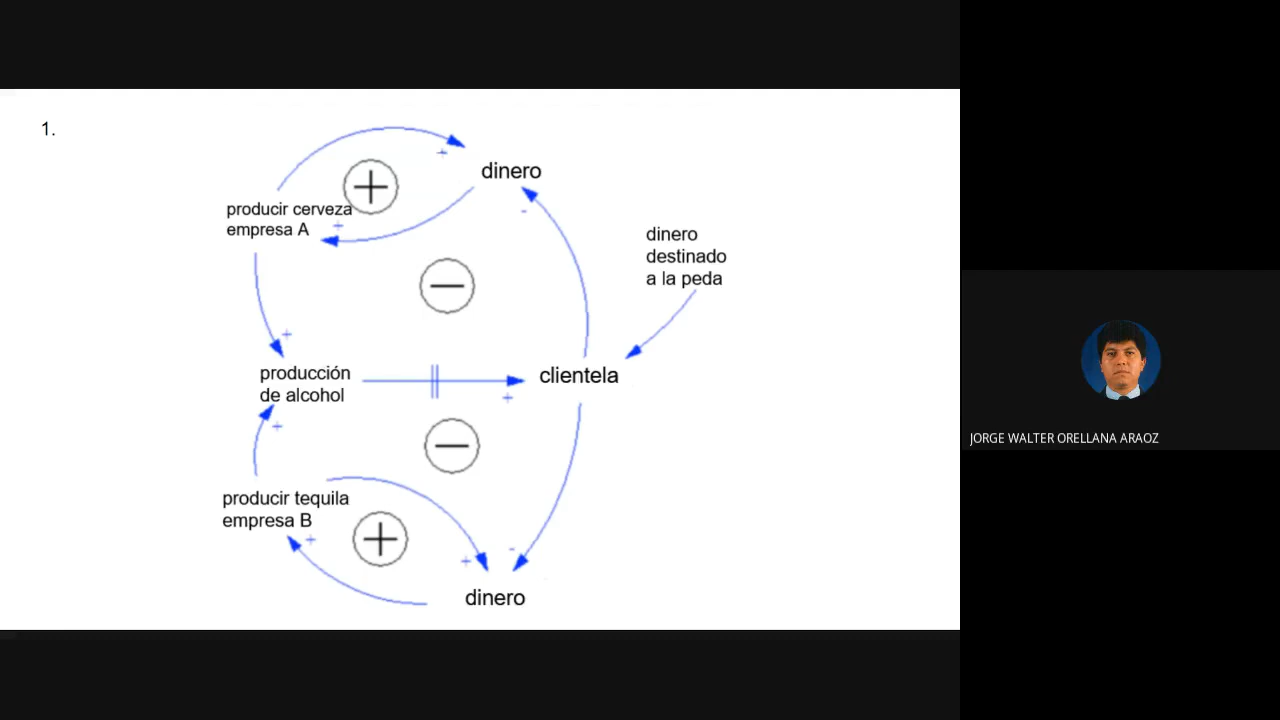 1.
dinero
producir cerveza
empresa A
dinero
destinado
a la peda
producción
de alcohol
clientela
producir tequila
empresa B
dinero
JORGE WALTER ORELLANA ARAOZ